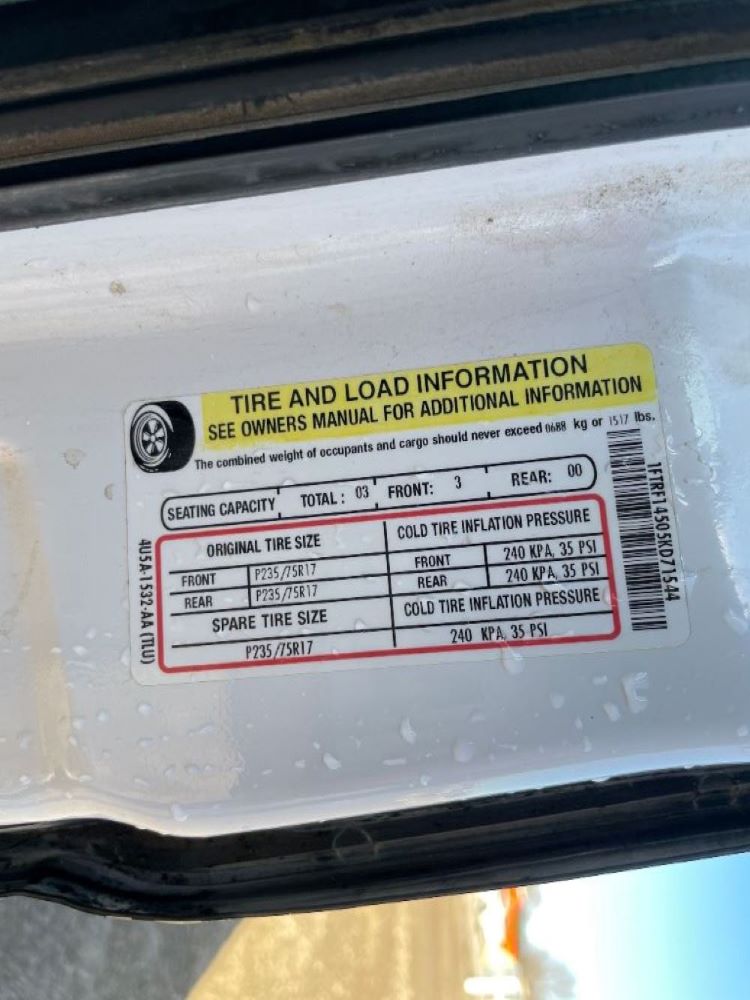 TIRE AND LOAD INFORMATION
SEE OWNERS MANUAL FOR ADDITIONAL INFORMATION
The combined weight of occupants and cargo should never exceed 0688 kg or 1517 lbs.
SEATING CAPACITY TOTAL: 03 FRONT: 3 REAR: 00
ORIGINAL TIRE SIZE COLD TIRE INFLATION PRESSURE
FRONT P235/75R17 FRONT 240 KPA, 35 PSI
REAR P235/75R17 REAR 240 KPA, 35 PSI
SPARE TIRE SIZE COLD TIRE INFLATION PRESSURE
P235/75R17 240 KPA, 35 PSI
4U5A-1532-AA (TLU)
1FTRF14505KD71544